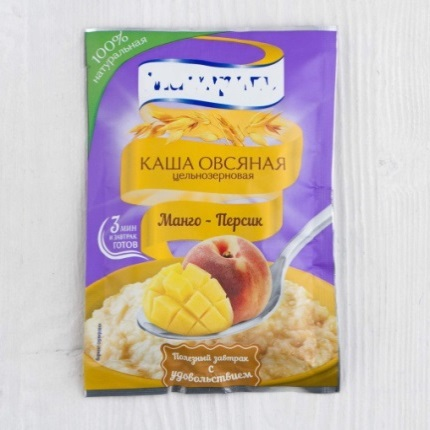 100%
натуральная
КАША ОВСЯНАЯ
цельнозерновая
Манго - Персик
3 МИН
И ЗАВТРАК
ГОТОВ
Полезный завтрак
с
удовольствием